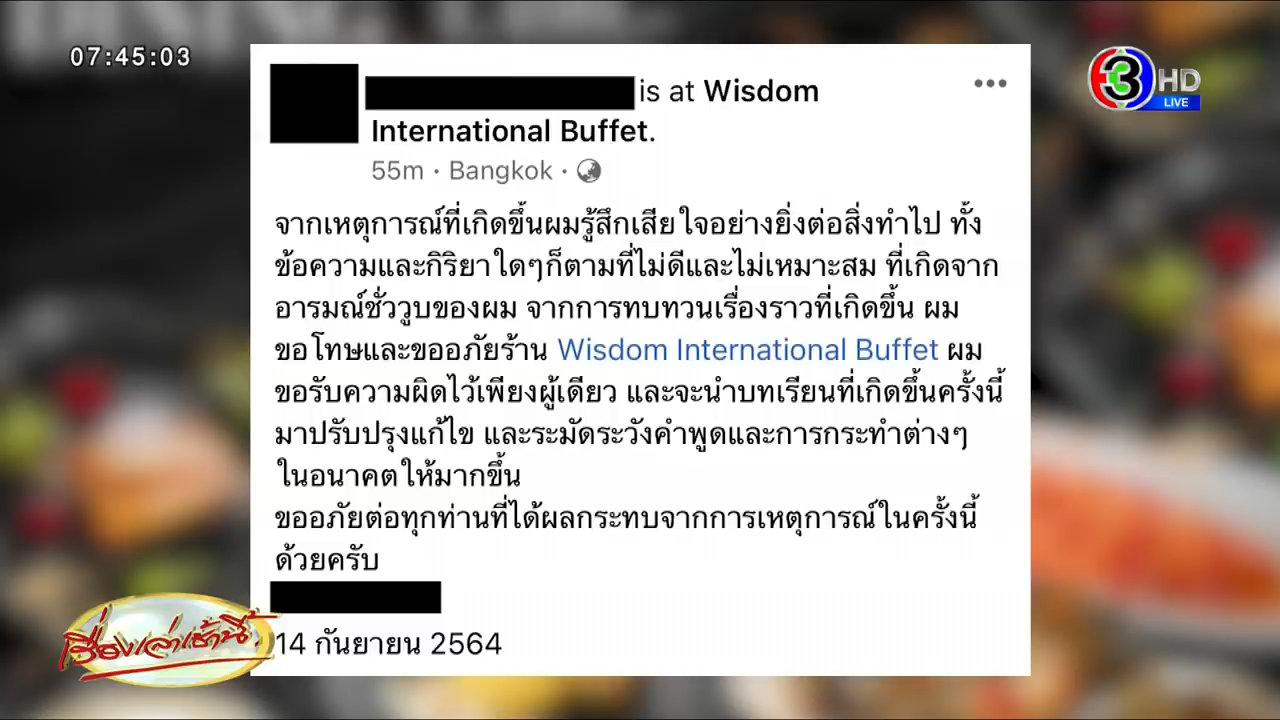 07:45:03
3 HD
LIVE
is at Wisdom
International Buffet.
55m · Bangkok ·
จากเหตุการณ์ที่เกิดขึ้นผมรู้สึกเสียใจอย่างยิ่งต่อสิ่งทำไป ทั้ง
ข้อความและกิริยาใดๆก็ตามที่ไม่ดีและไม่เหมาะสม ที่เกิดจาก
อารมณ์ชั่ววูบของผม จากการทบทวนเรื่องราวที่เกิดขึ้น ผม
ขอโทษและขออภัยร้าน Wisdom International Buffet ผม
ขอรับความผิดไว้เพียงผู้เดียว และจะนำบทเรียนที่เกิดขึ้นครั้งนี้
มาปรับปรุงแก้ไข และระมัดระวังคำพูดและการกระทำต่างๆ
ในอนาคตให้มากขึ้น
ขออภัยต่อทุกท่านที่ได้ผลกระทบจากการเหตุการณ์ในครั้งนี้
ด้วยครับ
14 กันยายน 2564
เรื่องเล่าเช้านี้